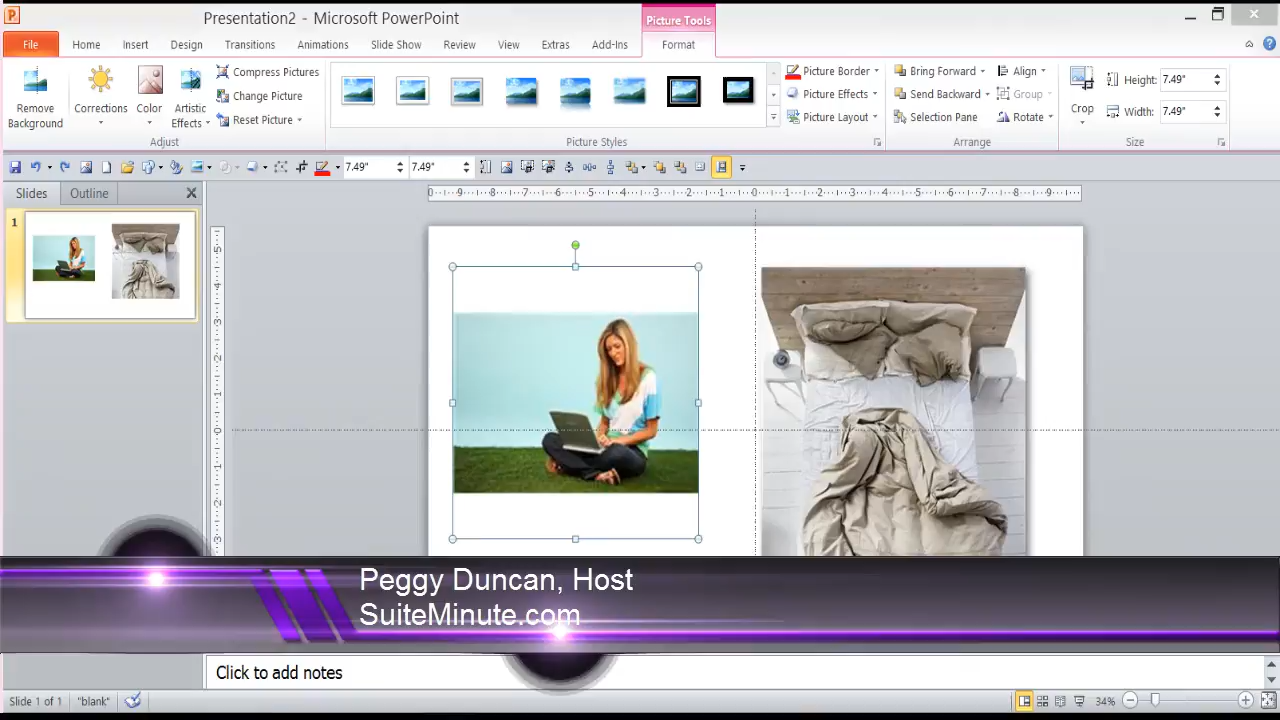 Presentation2 - Microsoft PowerPoint
Picture Tools
File Home Insert Design Transitions Animations Slide Show Review View Extras Add-Ins Format
Remove Background
Corrections
Color
Artistic Effects
Compress Pictures
Change Picture
Reset Picture
Adjust
Picture Styles
Picture Border
Picture Effects
Picture Layout
Bring Forward
Send Backward
Selection Pane
Align
Group
Rotate
Arrange
Crop
Height: 7.49"
Width: 7.49"
Size
7.49" 7.49"
Slides Outline
1
Peggy Duncan, Host
SuiteMinute.com
Click to add notes
Slide 1 of 1 "blank" 34%